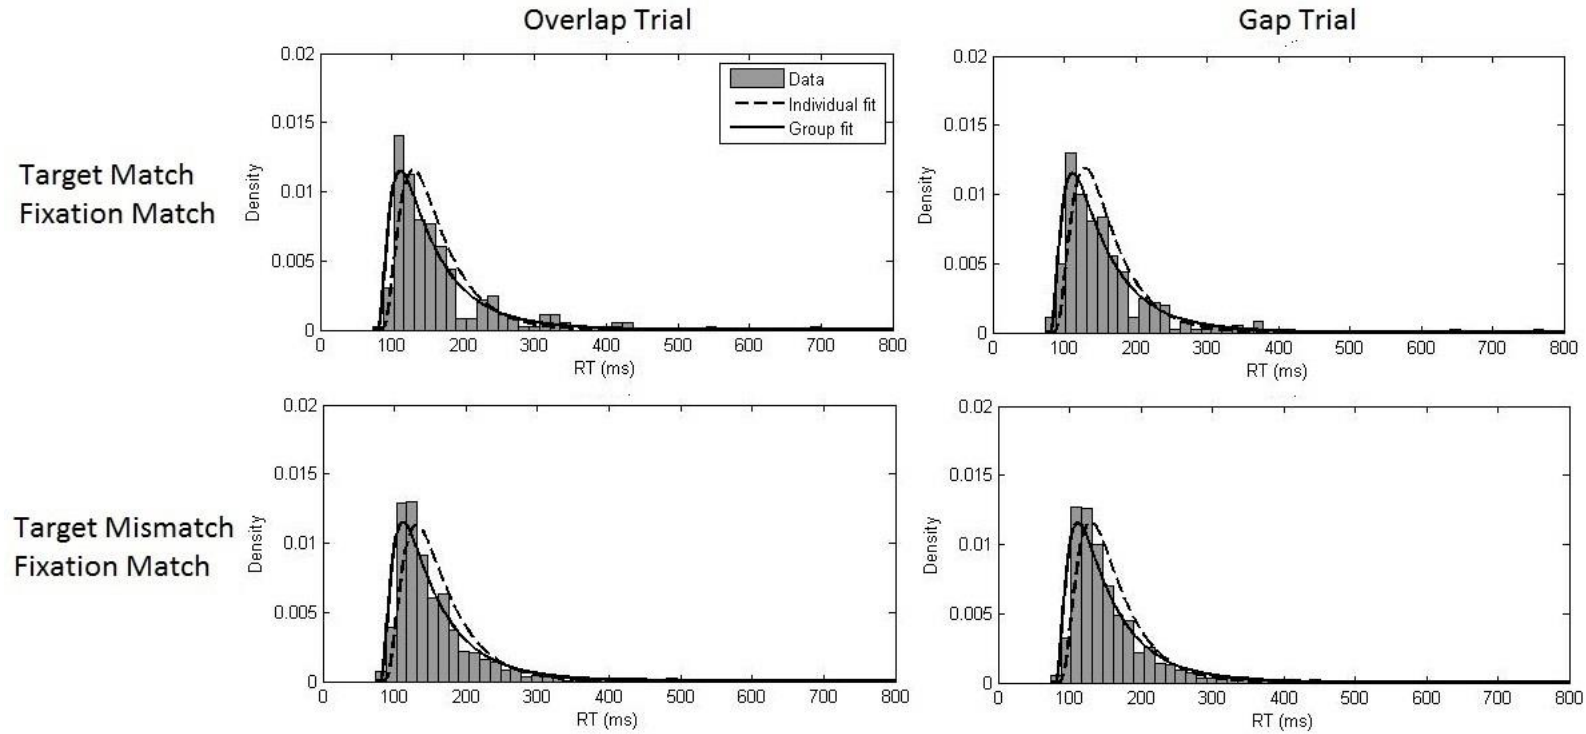 Overlap Trial
Gap Trial
Target Match
Fixation Match
0.02
0.015
0.01
0.005
0
Density
Data
Individual fit
Group fit
0 100 200 300 400 500 600 700 800
RT (ms)
0.02
0.015
0.01
0.005
0
Density
0 100 200 300 400 500 600 700 800
RT (ms)
Target Mismatch
Fixation Match
0.02
0.015
0.01
0.005
0
Density
0 100 200 300 400 500 600 700 800
RT (ms)
0.02
0.015
0.01
0.005
0
Density
0 100 200 300 400 500 600 700 800
RT (ms)